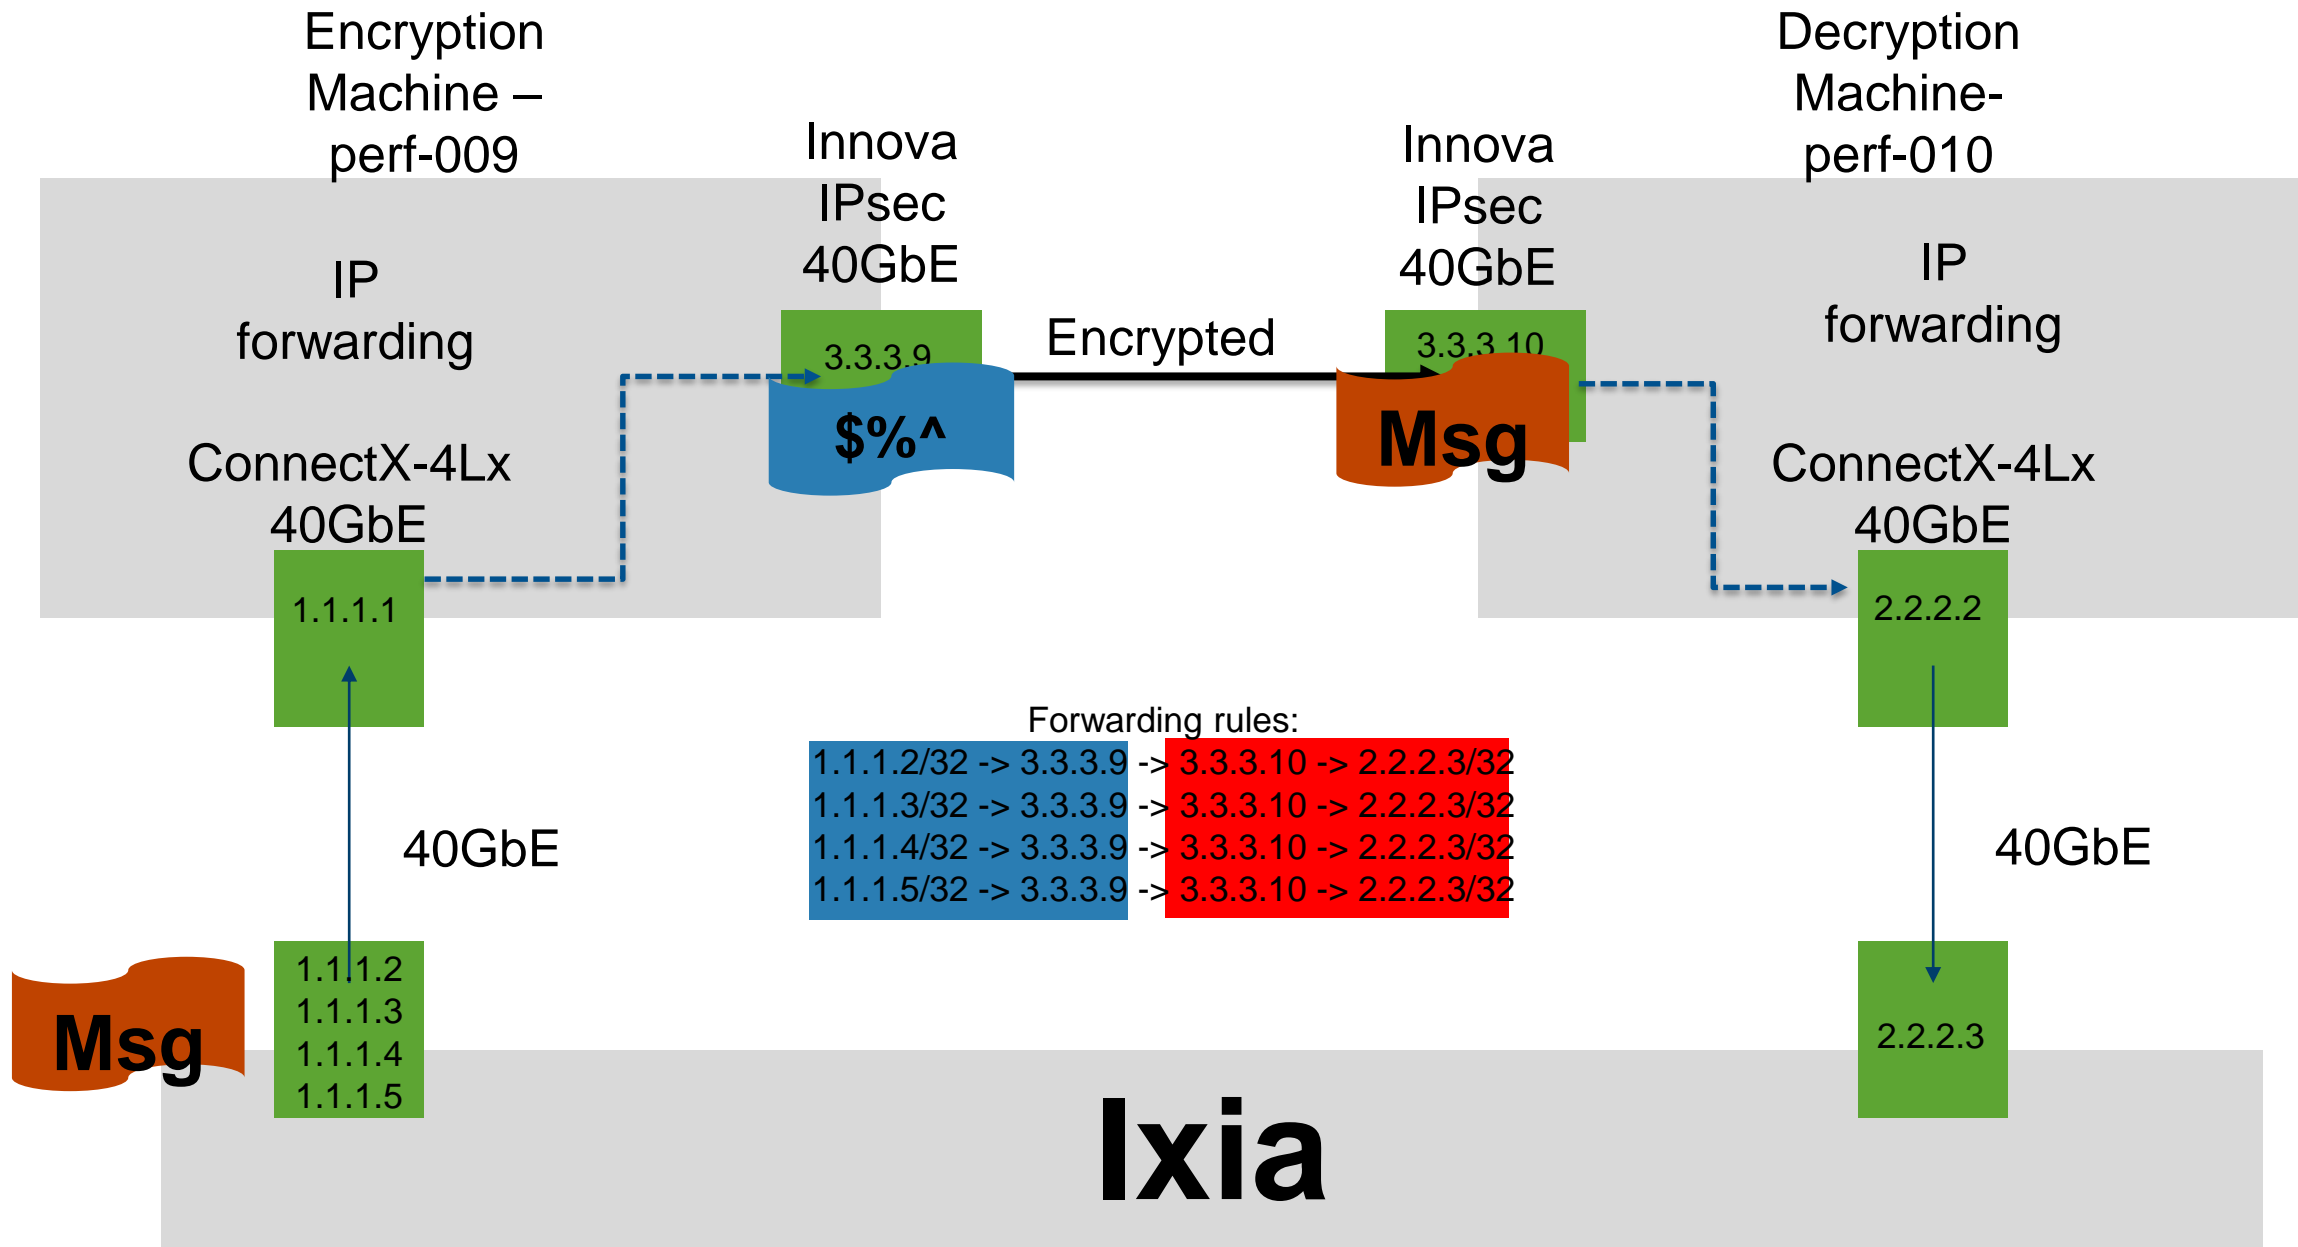 Encryption
Machine –
perf-009
Decryption
Machine-
perf-010
Innova
IPsec
40GbE
Innova
IPsec
40GbE
IP
forwarding
IP
forwarding
3.3.3.9
Encrypted
3.3.3.10
$%^
Msg
ConnectX-4Lx
40GbE
ConnectX-4Lx
40GbE
1.1.1.1
2.2.2.2
Forwarding rules:
1.1.1.2/32 -> 3.3.3.9 -> 3.3.3.10 -> 2.2.2.3/32
1.1.1.3/32 -> 3.3.3.9 -> 3.3.3.10 -> 2.2.2.3/32
1.1.1.4/32 -> 3.3.3.9 -> 3.3.3.10 -> 2.2.2.3/32
1.1.1.5/32 -> 3.3.3.9 -> 3.3.3.10 -> 2.2.2.3/32
40GbE
40GbE
Msg
1.1.1.2
1.1.1.3
1.1.1.4
1.1.1.5
2.2.2.3
Ixia